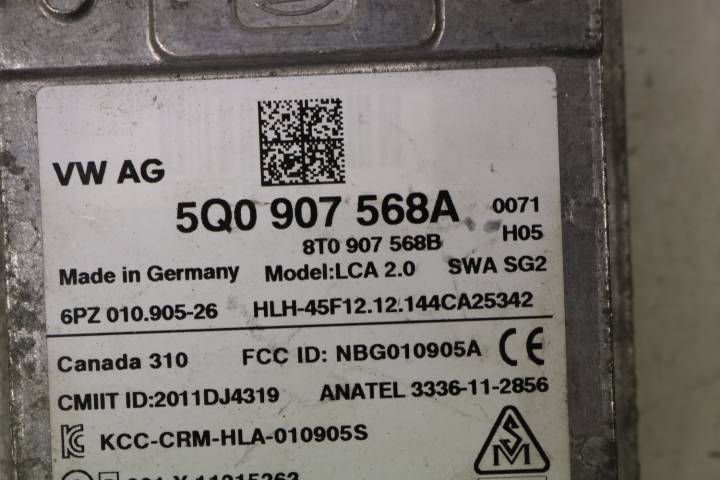 VW AG
5Q0 907 568A 0071
8T0 907 568B H05
Made in Germany Model:LCA 2.0 SWA SG2
6PZ 010.905-26 HLH-45F12.12.144CA25342
Canada 310 FCC ID: NBG010905A CE
CMIIT ID:2011DJ4319 ANATEL 3336-11-2856
KCC-CRM-HLA-010905S
SM